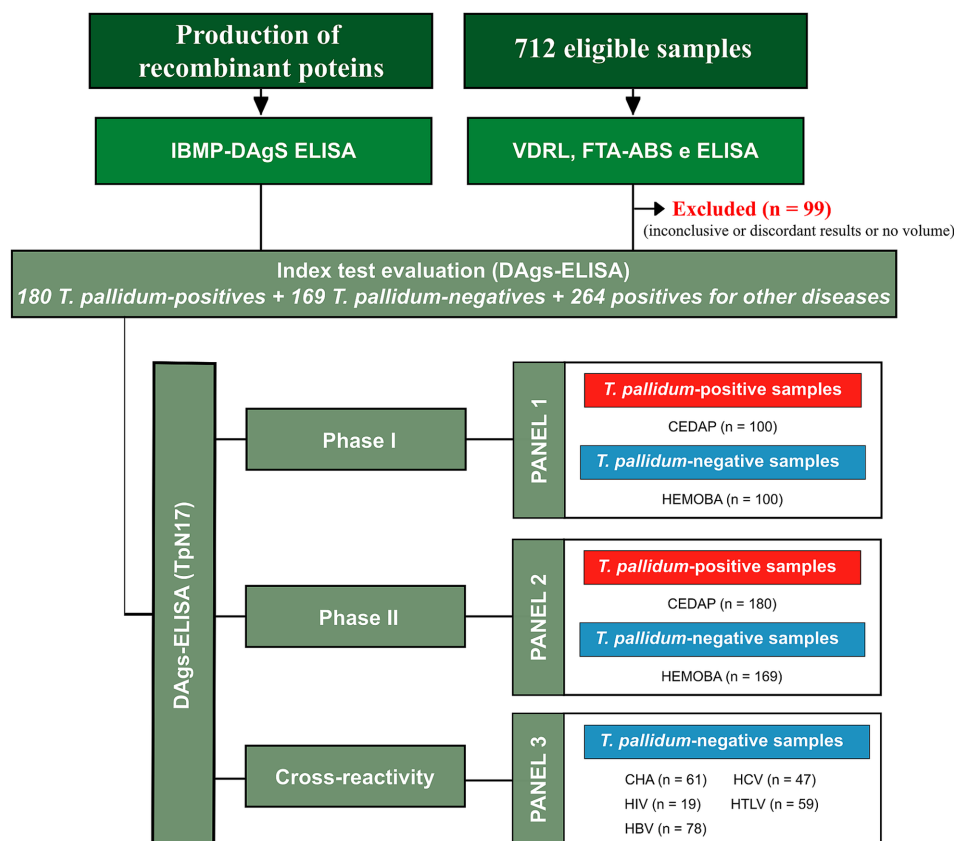 Production of
recombinant poteins
712 eligible samples
IBMP-DAgS ELISA
VDRL, FTA-ABS e ELISA
Excluded (n = 99)
(inconclusive or discordant results or no volume)
Index test evaluation (DAgs-ELISA)
180 T. pallidum-positives + 169 T. pallidum-negatives + 264 positives for other diseases
DAgs-ELISA (TpN17)
Phase I
PANEL 1
T. pallidum-positive samples
CEDAP (n = 100)
T. pallidum-negative samples
HEMOBA (n = 100)
Phase II
PANEL 2
T. pallidum-positive samples
CEDAP (n = 180)
T. pallidum-negative samples
HEMOBA (n = 169)
Cross-reactivity
PANEL 3
T. pallidum-negative samples
CHA (n = 61) HCV (n = 47)
HIV (n = 19) HTLV (n = 59)
HBV (n = 78)